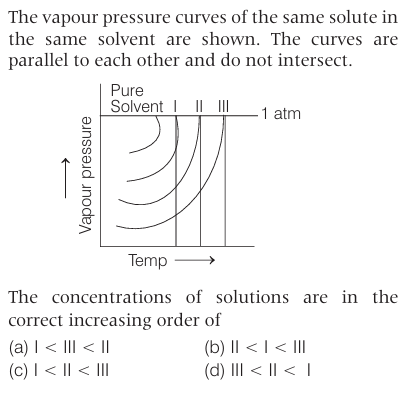 The vapour pressure curves of the same solute in
the same solvent are shown. The curves are
parallel to each other and do not intersect.
Pure
Solvent I II III
1 atm
Vapour pressure
Temp
The concentrations of solutions are in the
correct increasing order of
(a) I < III < II (b) II < I < III
(c) I < II < III (d) III < II < I